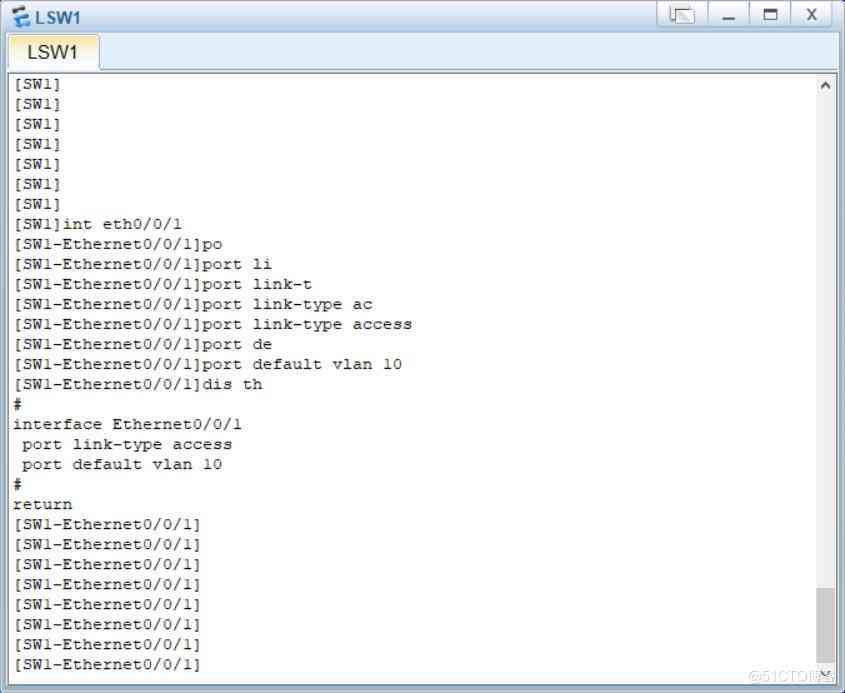 LSW1
LSW1
[SW1]
[SW1]
[SW1]
[SW1]
[SW1]
[SW1]
[SW1]
[SW1]int eth0/0/1
[SW1-Ethernet0/0/1]po
[SW1-Ethernet0/0/1]port li
[SW1-Ethernet0/0/1]port link-t
[SW1-Ethernet0/0/1]port link-type ac
[SW1-Ethernet0/0/1]port link-type access
[SW1-Ethernet0/0/1]port de
[SW1-Ethernet0/0/1]port default vlan 10
[SW1-Ethernet0/0/1]dis th
#
interface Ethernet0/0/1
 port link-type access
 port default vlan 10
#
return
[SW1-Ethernet0/0/1]
[SW1-Ethernet0/0/1]
[SW1-Ethernet0/0/1]
[SW1-Ethernet0/0/1]
[SW1-Ethernet0/0/1]
[SW1-Ethernet0/0/1]
[SW1-Ethernet0/0/1]
[SW1-Ethernet0/0/1]
@51CTO博客